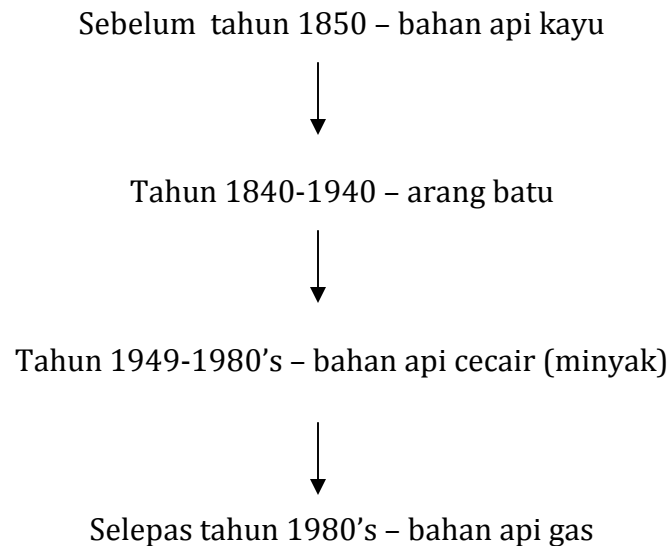 Sebelum  tahun 1850 – bahan api kayu
Tahun 1840-1940 – arang batu
Tahun 1949-1980’s – bahan api cecair (minyak)
Selepas tahun 1980’s – bahan api gas